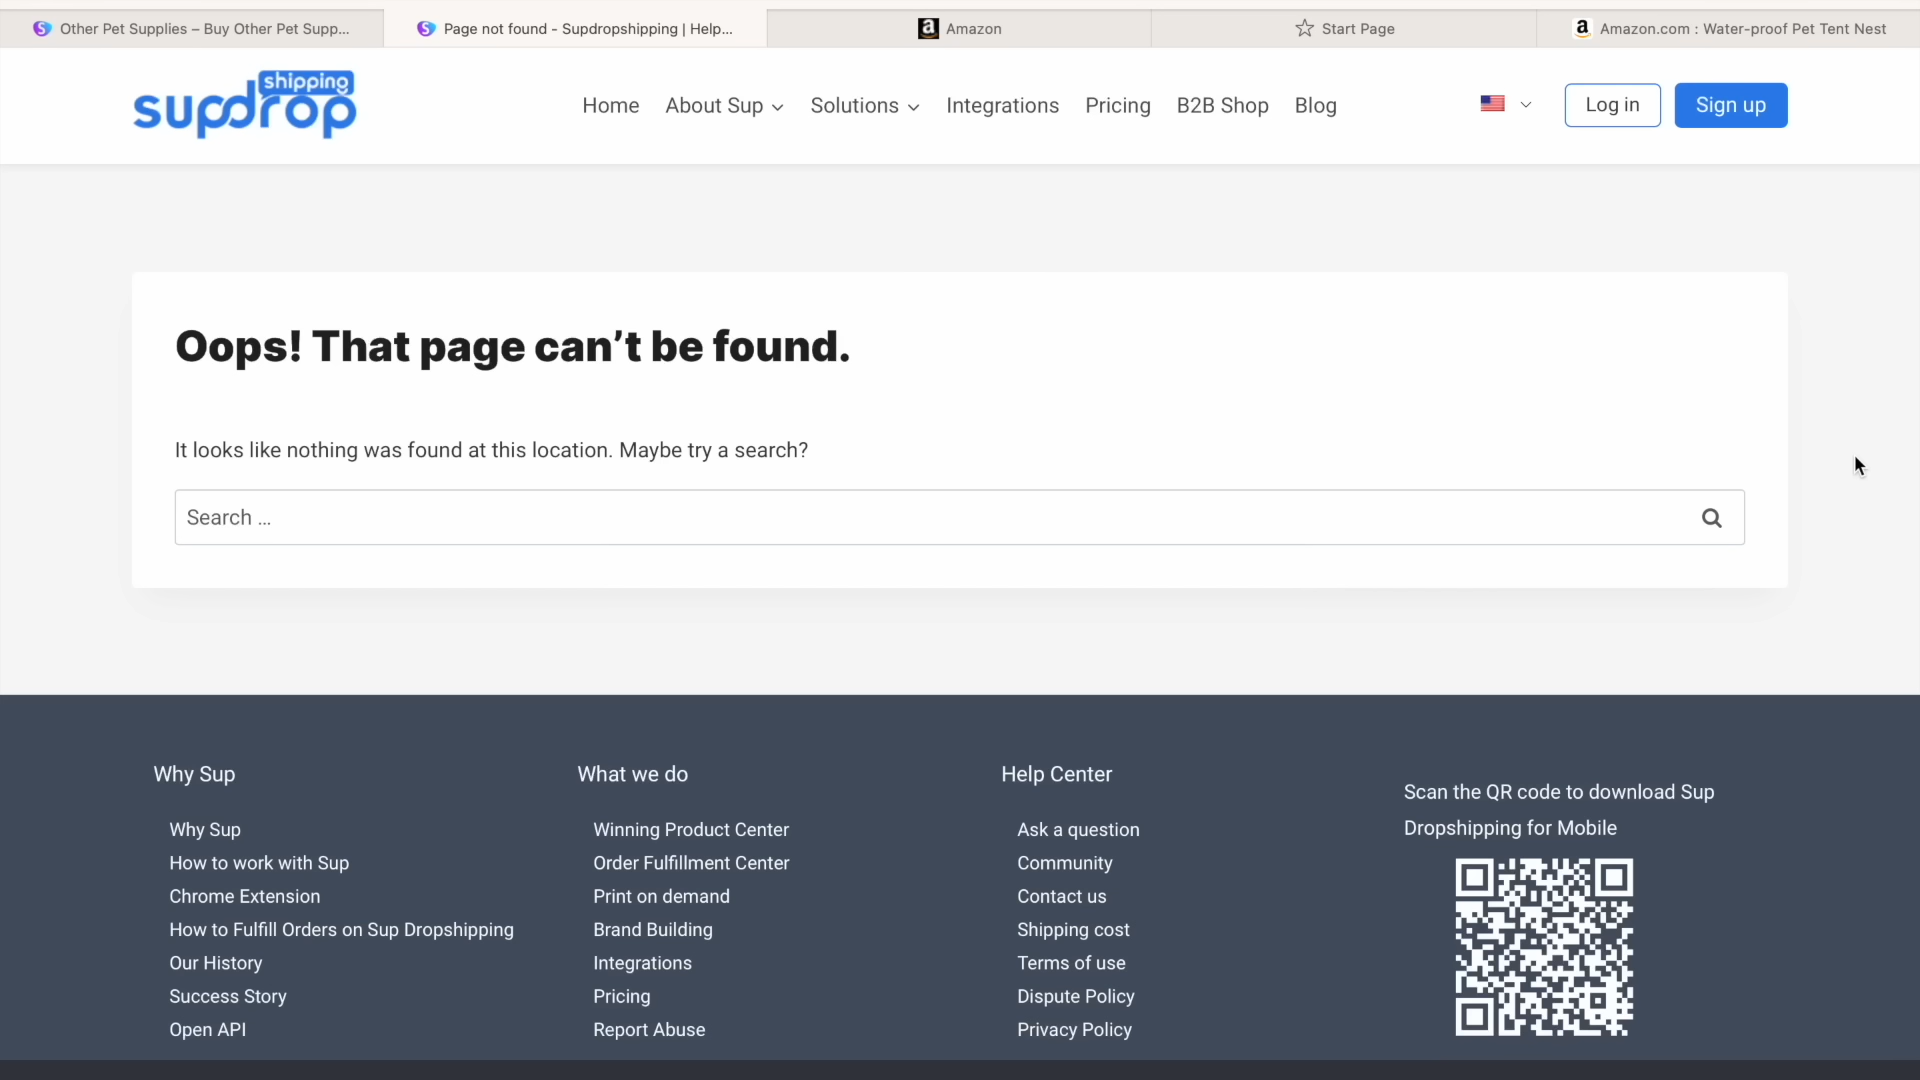 Other Pet Supplies – Buy Other Pet Supp...
Page not found - Supdropshipping | Help...
Amazon
Start Page
Amazon.com : Water-proof Pet Tent Nest
supdrop shipping
Home
About Sup
Solutions
Integrations
Pricing
B2B Shop
Blog
Log in
Sign up
Oops! That page can’t be found.
It looks like nothing was found at this location. Maybe try a search?
Search ...
Why Sup
Why Sup
How to work with Sup
Chrome Extension
How to Fulfill Orders on Sup Dropshipping
Our History
Success Story
Open API
What we do
Winning Product Center
Order Fulfillment Center
Print on demand
Brand Building
Integrations
Pricing
Report Abuse
Help Center
Ask a question
Community
Contact us
Shipping cost
Terms of use
Dispute Policy
Privacy Policy
Scan the QR code to download Sup
Dropshipping for Mobile